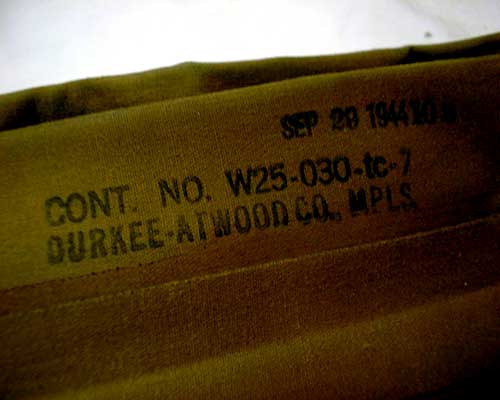 SEP 29 1944
CONT. NO. W25-030-tc-7
DURKEE-ATWOOD CO., MPLS.